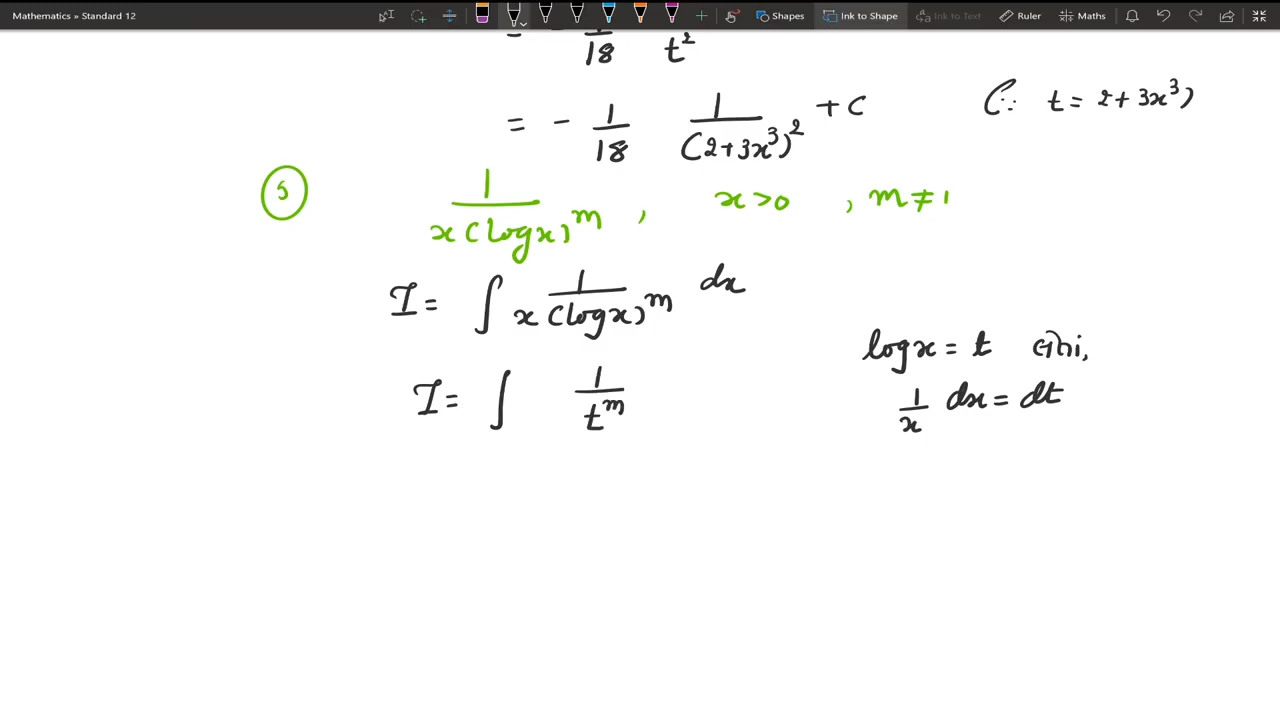 Mathematics » Standard 12
Shapes Ink to Shape Ink to Text Ruler Maths
= - 1/18 1/t²
= - 1/18 1/(2+3x³)² + C (∵ t = 2+3x³)
5 1/(x(logx)^m), x>0, m≠1
I = ∫ 1/(x(logx)^m) dx
logx = t
I = ∫ 1/t^m
1/x dx = dt